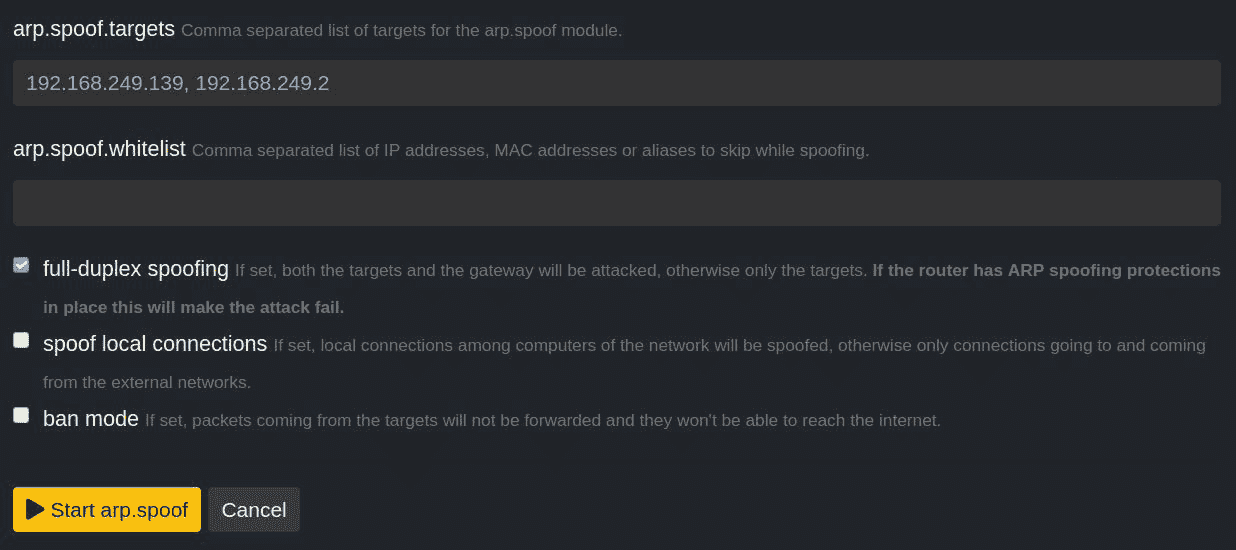 arp.spoof.targets Comma separated list of targets for the arp.spoof module.
192.168.249.139, 192.168.249.2
arp.spoof.whitelist Comma separated list of IP addresses, MAC addresses or aliases to skip while spoofing.
full-duplex spoofing If set, both the targets and the gateway will be attacked, otherwise only the targets. If the router has ARP spoofing protections
in place this will make the attack fail.
spoof local connections If set, local connections among computers of the network will be spoofed, otherwise only connections going to and coming
from the external networks.
ban mode If set, packets coming from the targets will not be forwarded and they won't be able to reach the internet.
Start arp.spoof Cancel